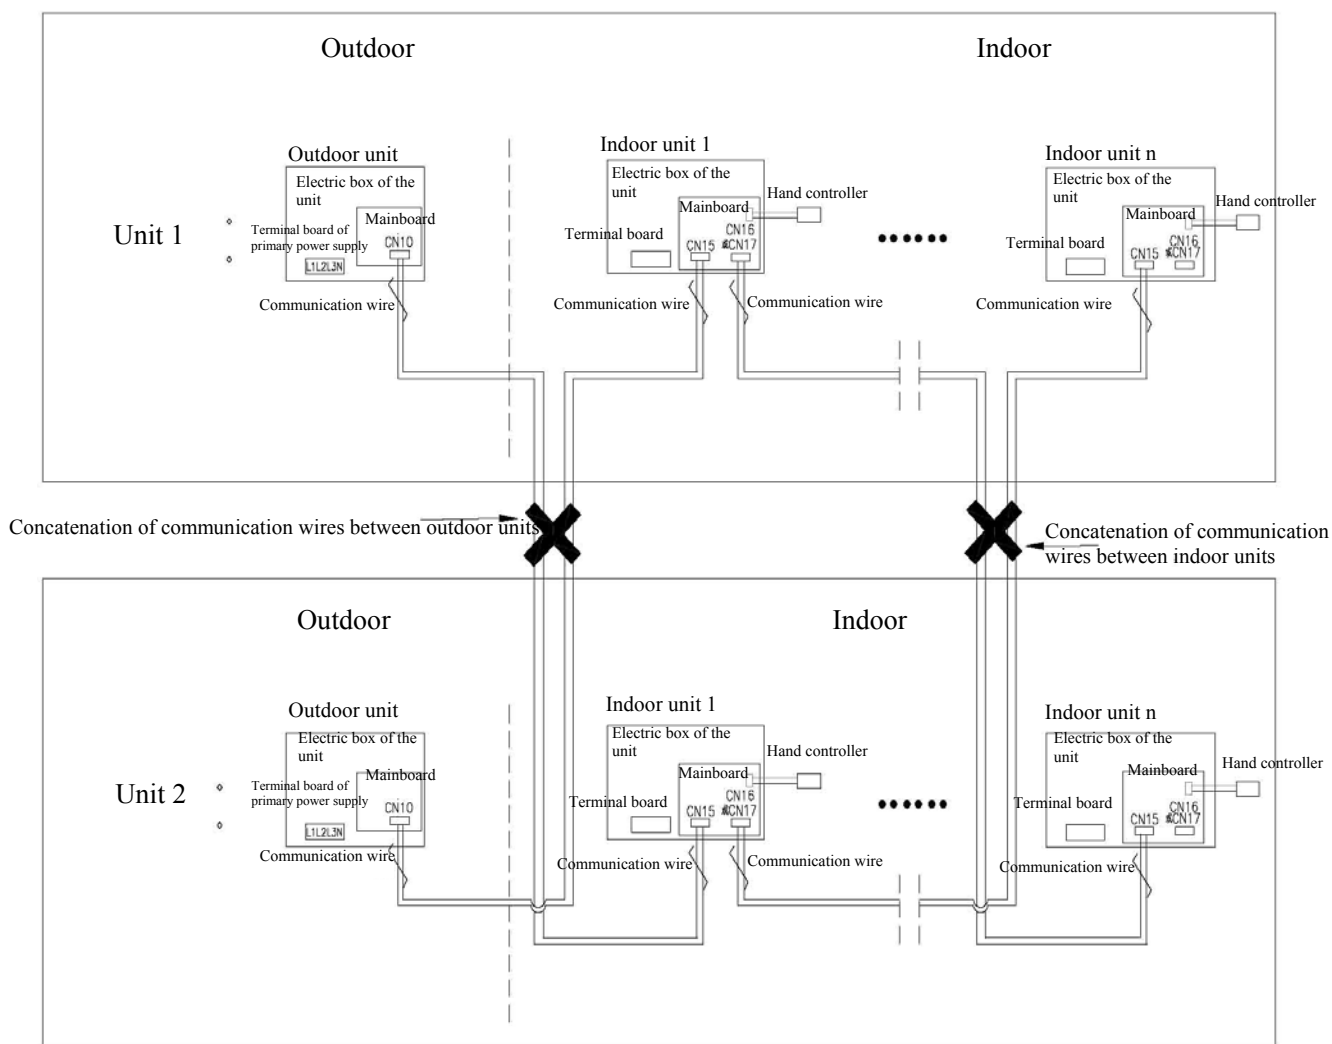 Outdoor
Indoor
Outdoor unit
Indoor unit 1
Indoor unit n
Electric box of the
unit
Electric box of the
unit
Electric box of the
unit
Mainboard
Mainboard
Mainboard
Hand controller
Hand controller
Unit 1
Terminal board of
primary power supply
CN10
L1L2L3N
Terminal board
CN15
CN16
CN17
Terminal board
CN15
CN16
CN17
Communication wire
Communication wire
Communication wire
Communication wire
Concatenation of communication wires between outdoor units
Concatenation of communication
wires between indoor units
Outdoor
Indoor
Outdoor unit
Indoor unit 1
Indoor unit n
Electric box of the
unit
Electric box of the
unit
Electric box of the
unit
Mainboard
Mainboard
Mainboard
Hand controller
Hand controller
Unit 2
Terminal board of
primary power supply
CN10
L1L2L3N
Terminal board
CN15
CN16
CN17
Terminal board
CN15
CN16
CN17
Communication wire
Communication wire
Communication wire
Communication wire